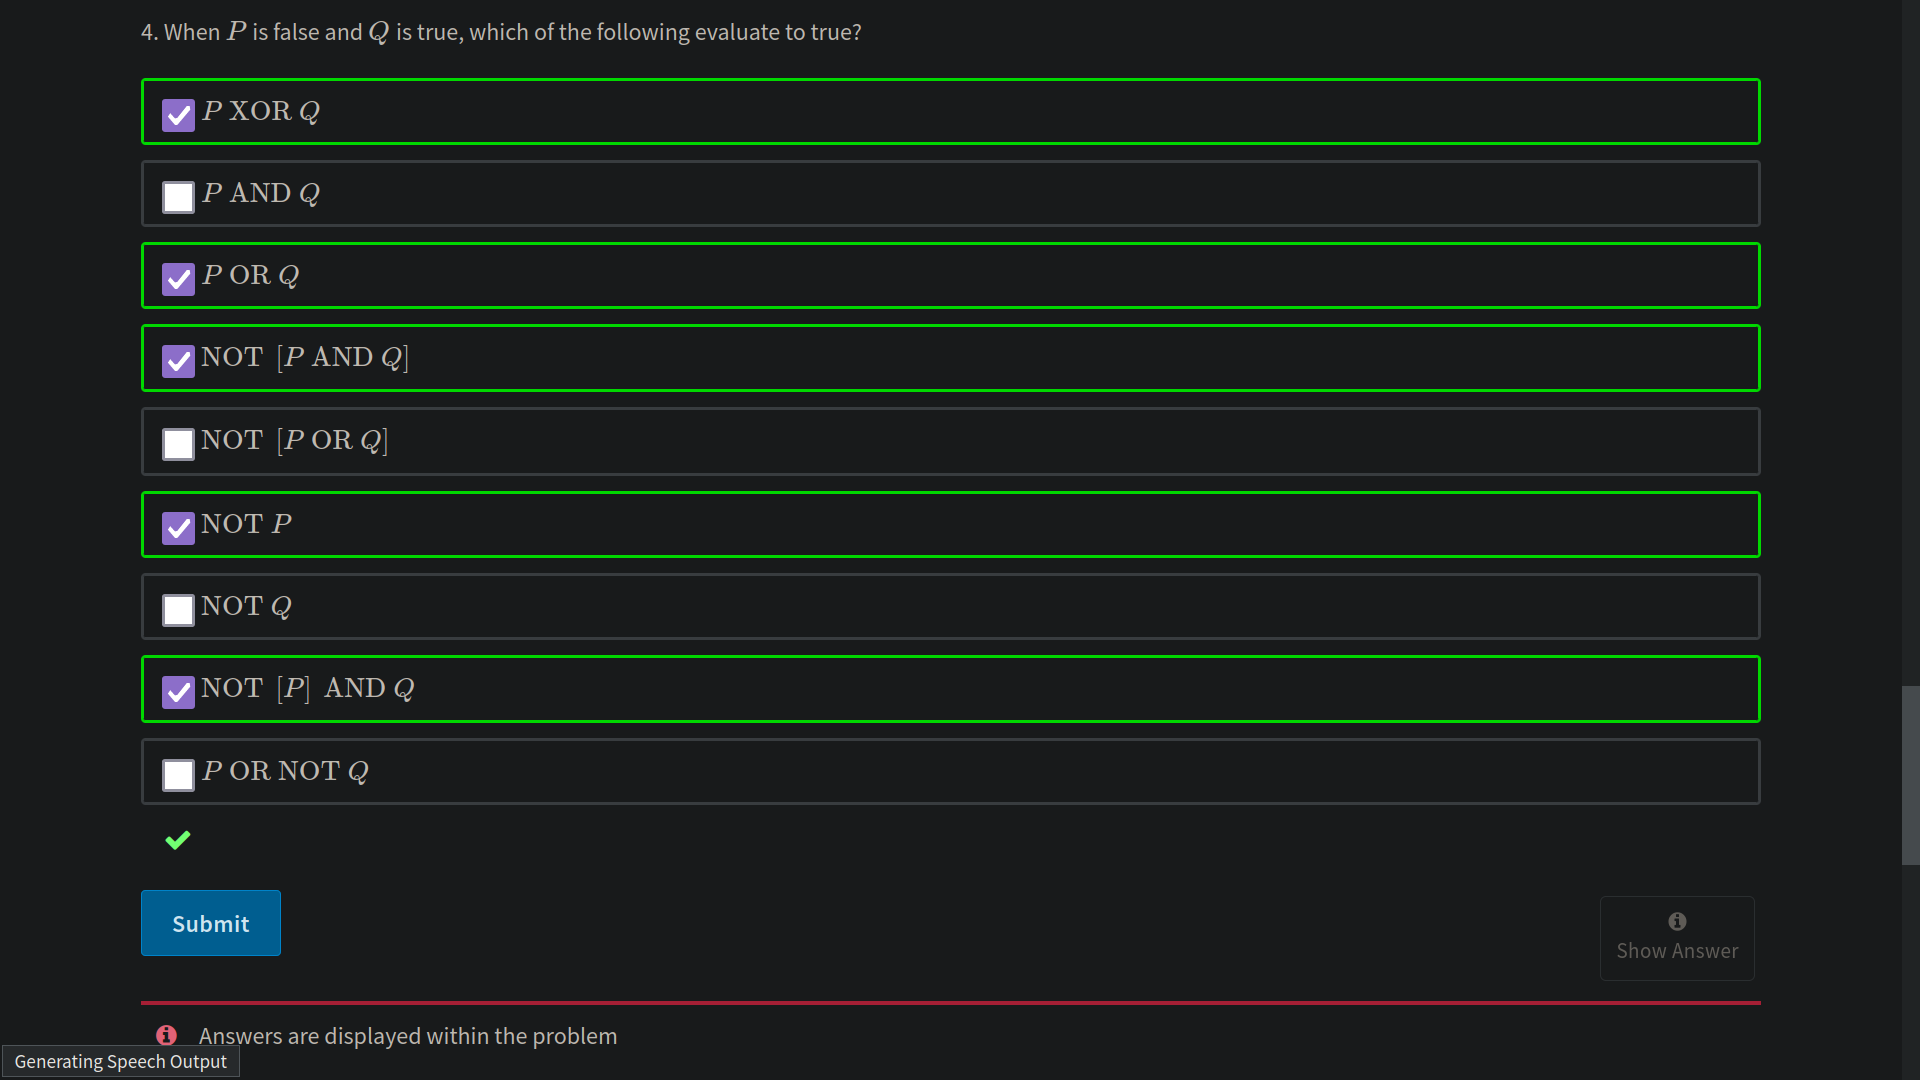 4. When P is false and Q is true, which of the following evaluate to true?
P XOR Q
P AND Q
P OR Q
NOT [P AND Q]
NOT [P OR Q]
NOT P
NOT Q
NOT [P] AND Q
P OR NOT Q
Submit
Show Answer
Answers are displayed within the problem
Generating Speech Output